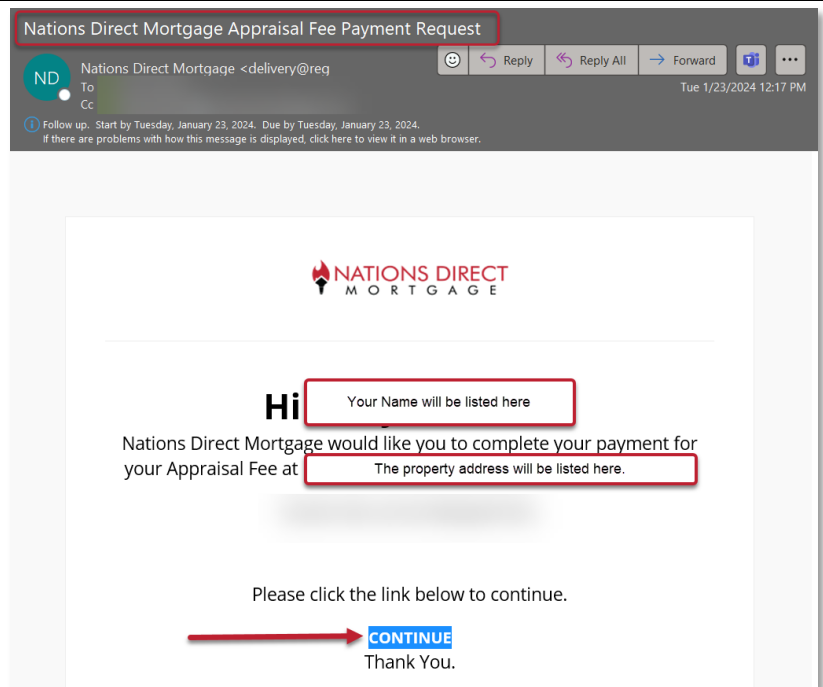 Nations Direct Mortgage Appraisal Fee Payment Request
ND
Nations Direct Mortgage <delivery@reg
Reply
Reply All
Forward
To
Cc
Tue 1/23/2024 12:17 PM
Follow up. Start by Tuesday, January 23, 2024. Due by Tuesday, January 23, 2024.
If there are problems with how this message is displayed, click here to view it in a web browser.
NATIONS DIRECT
MORTGAGE
Hi Your Name will be listed here
Nations Direct Mortgage would like you to complete your payment for
your Appraisal Fee at The property address will be listed here.
Please click the link below to continue.
CONTINUE
Thank You.